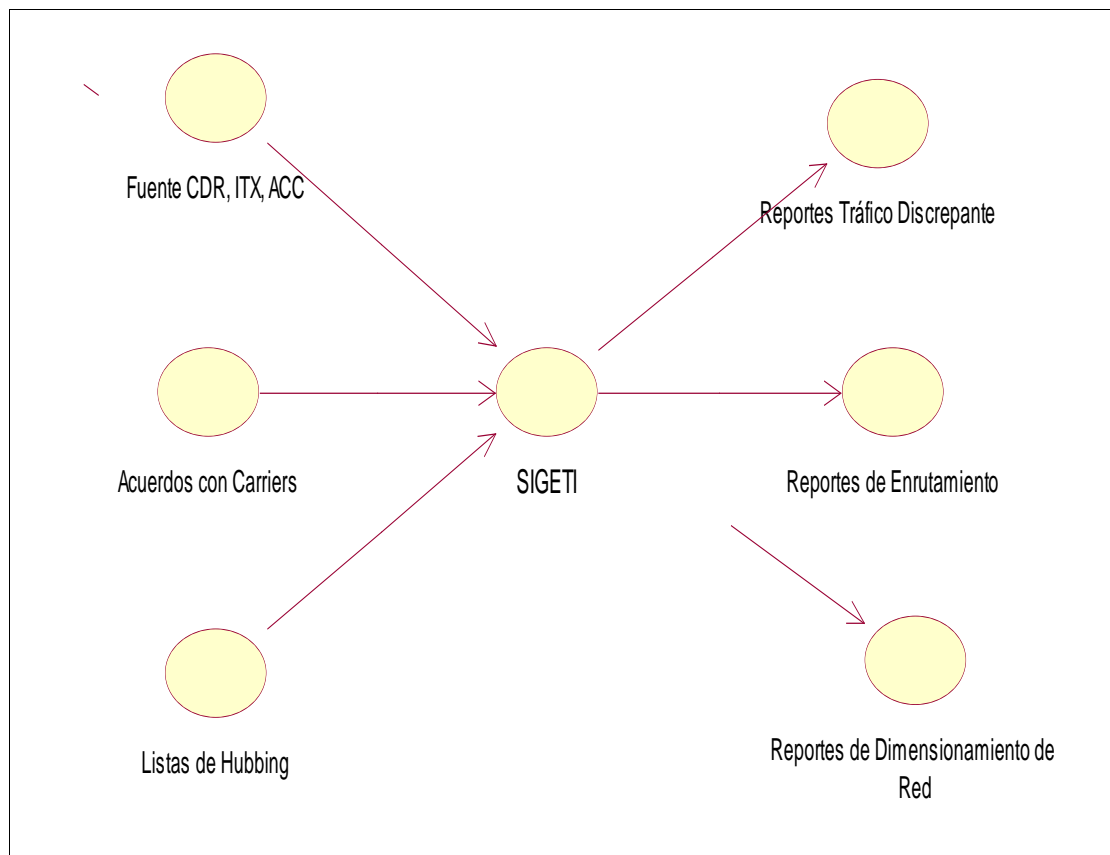 Fuente CDR, ITX, ACC
Reportes Tráfico Discrepante
Acuerdos con Carriers
SIGETI
Reportes de Enrutamiento
Listas de Hubbing
Reportes de Dimensionamiento de
Red